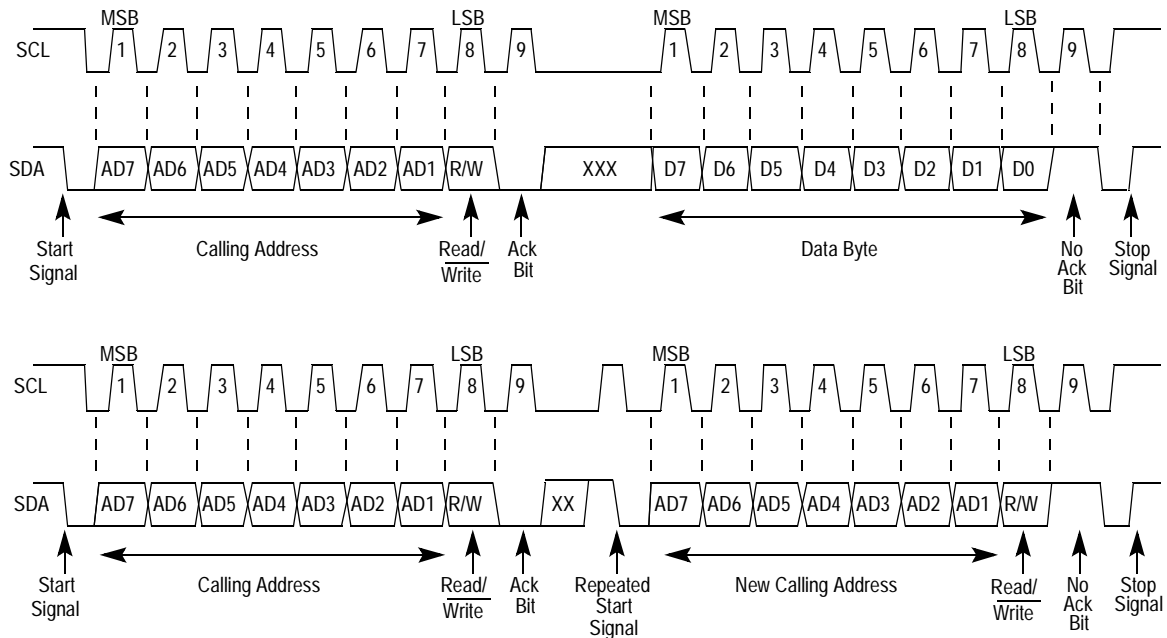 MSB LSB MSB LSB
SCL 1 2 3 4 5 6 7 8 9 1 2 3 4 5 6 7 8 9
SDA AD7 AD6 AD5 AD4 AD3 AD2 AD1 R/W XXX D7 D6 D5 D4 D3 D2 D1 D0
Start Calling Address Read/ Ack Data Byte No Stop
Signal Write Bit Ack Signal
Bit
MSB LSB MSB LSB
SCL 1 2 3 4 5 6 7 8 9 1 2 3 4 5 6 7 8 9
SDA AD7 AD6 AD5 AD4 AD3 AD2 AD1 R/W XX AD7 AD6 AD5 AD4 AD3 AD2 AD1 R/W
Start Calling Address Read/ Ack Repeated New Calling Address Read/ No Stop
Signal Write Bit Start Write Ack Signal
Signal Bit